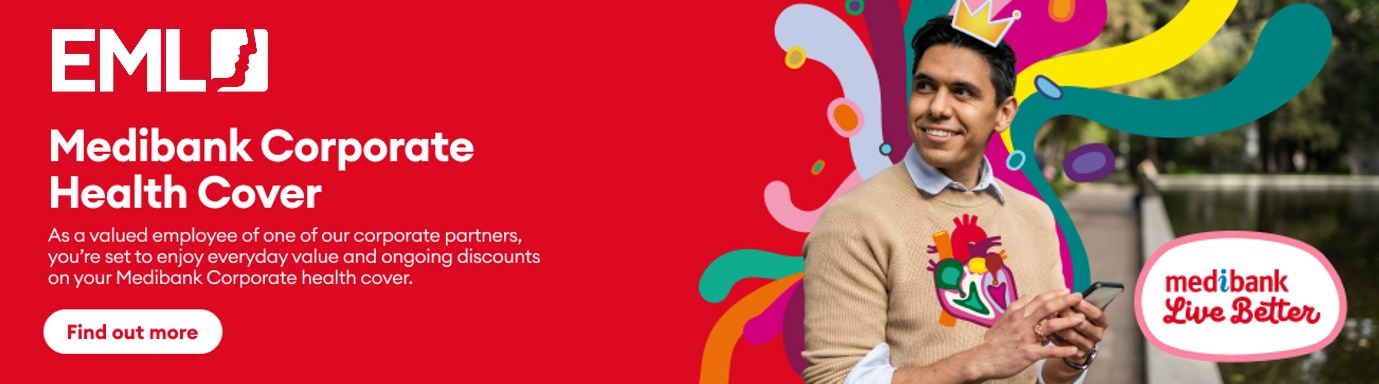 EML
Medibank Corporate
Health Cover
As a valued employee of one of our corporate partners,
you're set to enjoy everyday value and ongoing discounts
on your Medibank Corporate health cover.
Find out more
medibank
Live Better